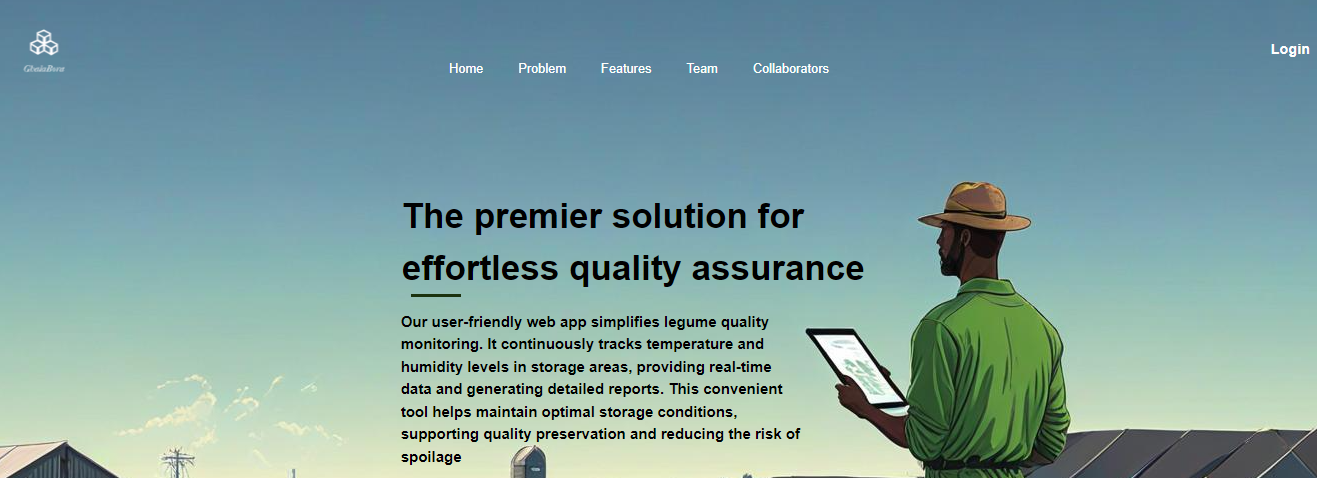 Home Problem Features Team Collaborators
Login
The premier solution for
effortless quality assurance
Our user-friendly web app simplifies legume quality
monitoring. It continuously tracks temperature and
humidity levels in storage areas, providing real-time
data and generating detailed reports. This convenient
tool helps maintain optimal storage conditions,
supporting quality preservation and reducing the risk of
spoilage